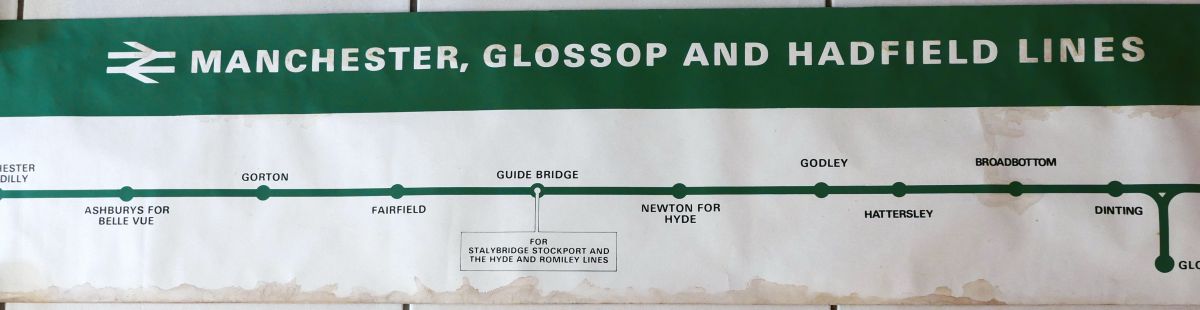 MANCHESTER, GLOSSOP AND HADFIELD LINES
ASHBURYS FOR
BELLE VUE
GORTON
FAIRFIELD
GUIDE BRIDGE
FOR
STALYBRIDGE STOCKPORT AND
THE HYDE AND ROMILEY LINES
NEWTON FOR
HYDE
GODLEY
HATTERSLEY
BROADBOTTOM
DINTING